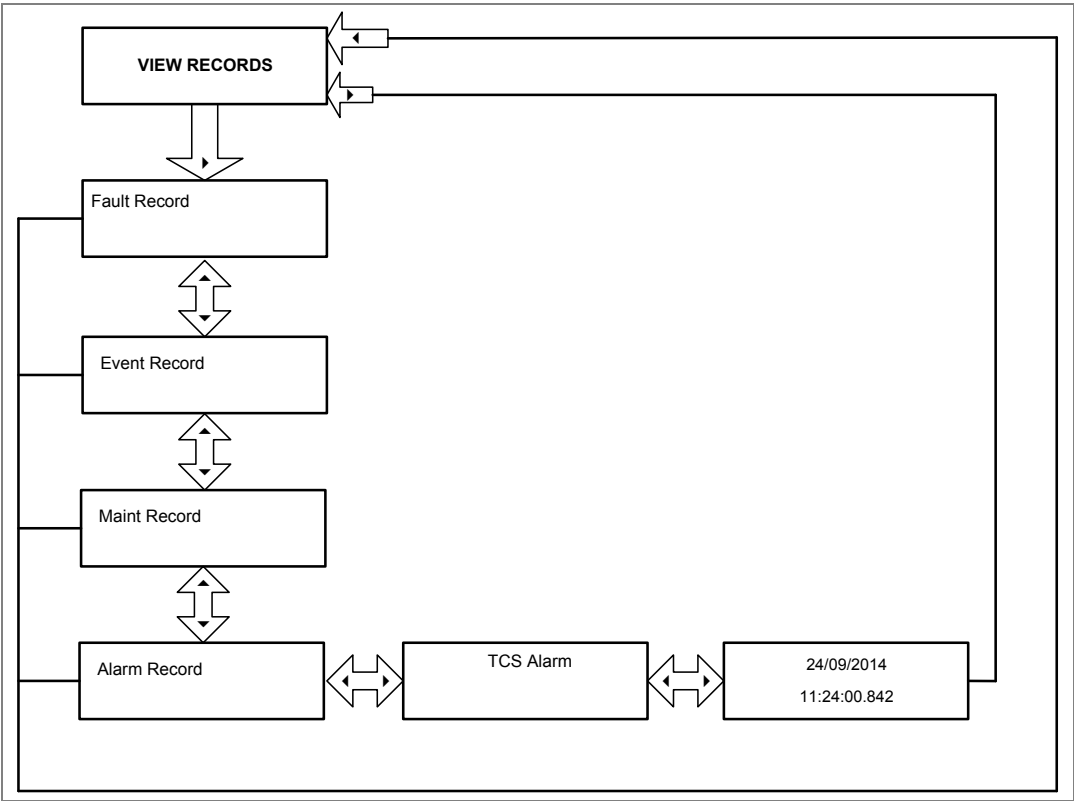 VIEW RECORDS
Fault Record
Event Record
Maint Record
Alarm Record
TCS Alarm
24/09/2014
11:24:00.842